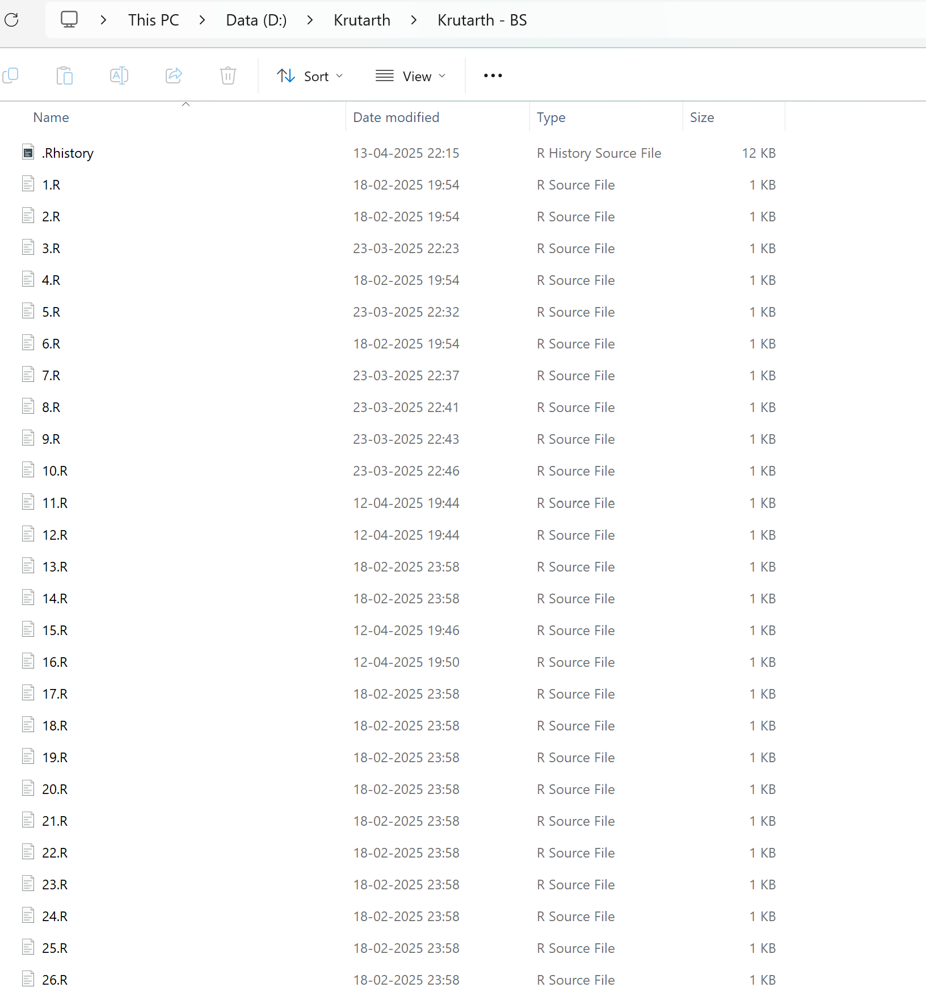 This PC > Data (D:) > Krutarth > Krutarth - BS
Sort View
Name Date modified Type Size
.Rhistory 13-04-2025 22:15 R History Source File 12 KB
1.R 18-02-2025 19:54 R Source File 1 KB
2.R 18-02-2025 19:54 R Source File 1 KB
3.R 23-03-2025 22:23 R Source File 1 KB
4.R 18-02-2025 19:54 R Source File 1 KB
5.R 23-03-2025 22:32 R Source File 1 KB
6.R 18-02-2025 19:54 R Source File 1 KB
7.R 23-03-2025 22:37 R Source File 1 KB
8.R 23-03-2025 22:41 R Source File 1 KB
9.R 23-03-2025 22:43 R Source File 1 KB
10.R 23-03-2025 22:46 R Source File 1 KB
11.R 12-04-2025 19:44 R Source File 1 KB
12.R 12-04-2025 19:44 R Source File 1 KB
13.R 18-02-2025 23:58 R Source File 1 KB
14.R 18-02-2025 23:58 R Source File 1 KB
15.R 12-04-2025 19:46 R Source File 1 KB
16.R 12-04-2025 19:50 R Source File 1 KB
17.R 18-02-2025 23:58 R Source File 1 KB
18.R 18-02-2025 23:58 R Source File 1 KB
19.R 18-02-2025 23:58 R Source File 1 KB
20.R 18-02-2025 23:58 R Source File 1 KB
21.R 18-02-2025 23:58 R Source File 1 KB
22.R 18-02-2025 23:58 R Source File 1 KB
23.R 18-02-2025 23:58 R Source File 1 KB
24.R 18-02-2025 23:58 R Source File 1 KB
25.R 18-02-2025 23:58 R Source File 1 KB
26.R 18-02-2025 23:58 R Source File 1 KB